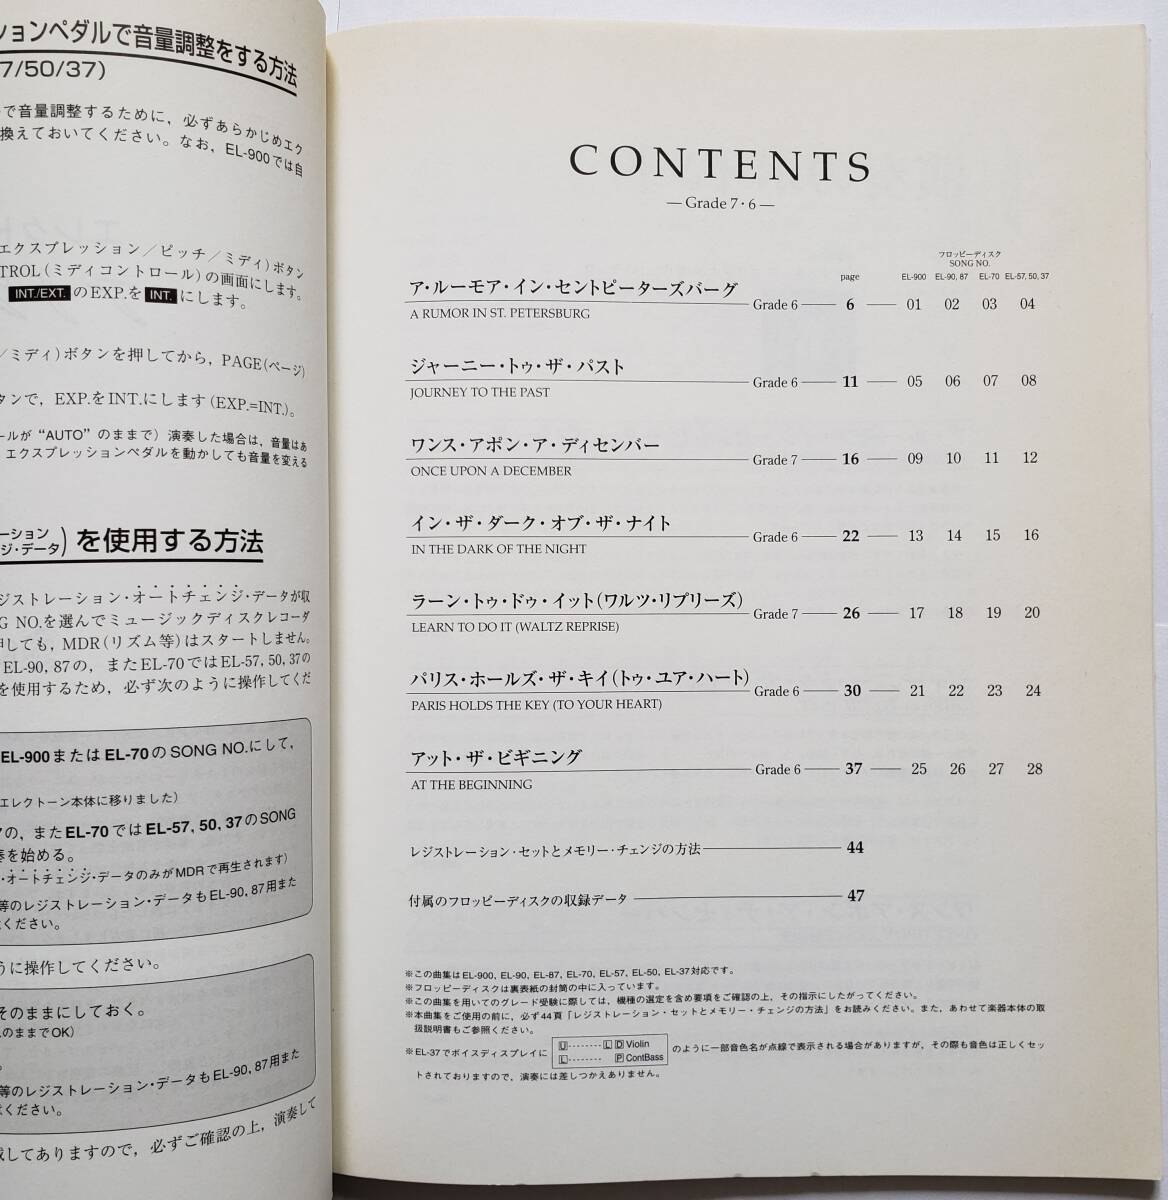 ションペダルで音量調整をする方法
7/50/37)
で音量調整するために，必ずあらかじめエク
換えておいてください。なお，EL-900では自
エクスプレッション／ピッチ／ミディ)ボタン
TROL(ミディコントロール)の画面にします。
INT./EXT. のEXP.を INT. にします。
／ミディ)ボタンを押してから，PAGE(ページ)
タンで，EXP.をINT.にします(EXP.=INT.)。
ールが“AUTO”のままで）演奏した場合は，音量はあ
エクスプレッションペダルを動かしても音量を変える
ーション
ジ・データ) を使用する方法
ジストレーション・オートチェンジ・データが収
G NO.を選んでミュージックディスクレコーダ
押しても，MDR(リズム等)はスタートしません。
EL-90, 87の，またEL-70ではEL-57, 50, 37の
を使用するため，必ず次のように操作してくだ
EL-900またはEL-70のSONG NO.にして，
エレクトーン本体に移りました）
7の，またEL-70ではEL-57, 50, 37のSONG
奏を始める。
・オートチェンジ・データのみがMDRで再生されます）
等のレジストレーション・データもEL-90, 87用また
ください。
うに操作してください。
そのままにしておく。
のままでOK)
等のレジストレーション・データもEL-90, 87用また
ください。
載してありますので，必ずご確認の上，演奏して
CONTENTS
— Grade 7・6 —
フロッピーディスク
SONG NO.
page EL-900 EL-90, 87 EL-70 EL-57, 50, 37
ア・ルーモア・イン・セントピーターズバーグ
A RUMOR IN ST. PETERSBURG Grade 6 — 6 — 01 02 03 04
ジャーニー・トゥ・ザ・パスト
JOURNEY TO THE PAST Grade 6 — 11 — 05 06 07 08
ワンス・アポン・ア・ディセンバー
ONCE UPON A DECEMBER Grade 7 — 16 — 09 10 11 12
イン・ザ・ダーク・オブ・ザ・ナイト
IN THE DARK OF THE NIGHT Grade 6 — 22 — 13 14 15 16
ラーン・トゥ・ドゥ・イット(ワルツ・リプリーズ)
LEARN TO DO IT (WALTZ REPRISE) Grade 7 — 26 — 17 18 19 20
パリス・ホールズ・ザ・キイ(トゥ・ユア・ハート)
PARIS HOLDS THE KEY (TO YOUR HEART) Grade 6 — 30 — 21 22 23 24
アット・ザ・ビギニング
AT THE BEGINNING Grade 6 — 37 — 25 26 27 28
レジストレーション・セットとメモリー・チェンジの方法 — 44
付属のフロッピーディスクの収録データ — 47
※この曲集はEL-900, EL-90, EL-87, EL-70, EL-57, EL-50, EL-37対応です。
※フロッピーディスクは裏表紙の封筒の中に入っています。
※この曲集を用いてのグレード受験に際しては，機種の選定を含め要項をご確認の上，その指示にしたがってください。
※本曲集をご使用の前に，必ず44頁「レジストレーション・セットとメモリー・チェンジの方法」をお読みください。また，あわせて楽器本体の取
扱説明書もご参照ください。
※EL-37でボイスディスプレイに U-------- L D Violin
L-------- P ContBass のように一部音色名が点線で表示される場合がありますが，その際も音色は正しくセッ
トされておりますので，演奏には差しつかえありません。